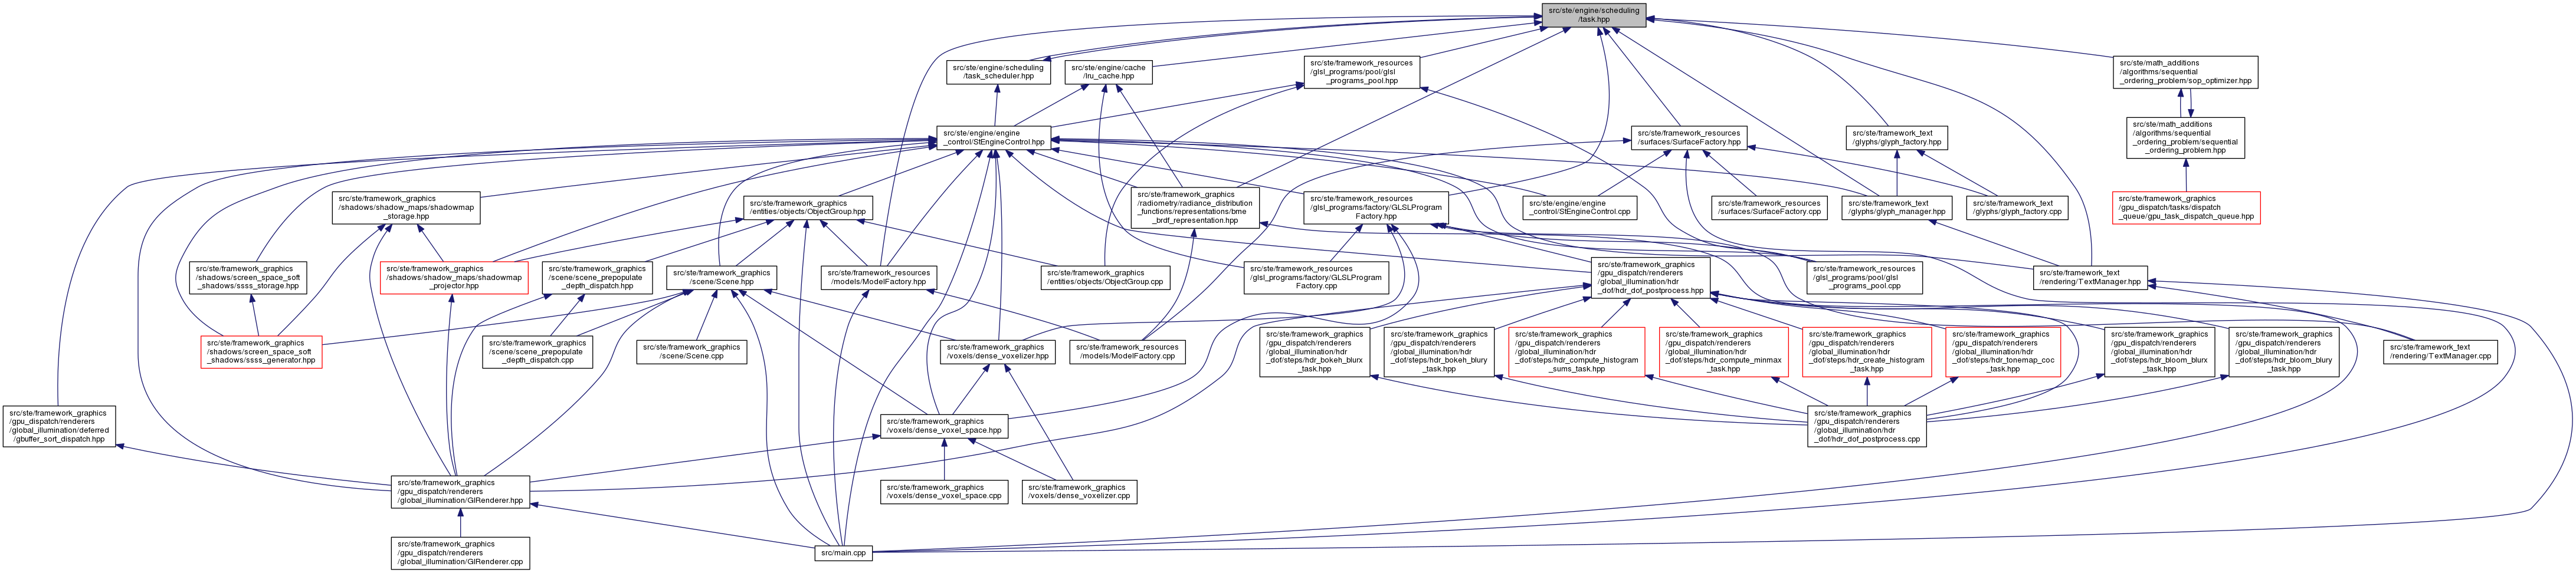 src/ste/engine/scheduling
/task.hpp
src/ste/engine/scheduling
/task_scheduler.hpp
src/ste/engine/cache
/lru_cache.hpp
src/ste/framework_resources
/glsl_programs/pool/glsl
_programs_pool.hpp
src/ste/math_additions
/algorithms/sequential
_ordering_problem/sop_optimizer.hpp
src/ste/engine/engine
_control/StEngineControl.hpp
src/ste/framework_resources
/surfaces/SurfaceFactory.hpp
src/ste/framework_text
/glyphs/glyph_factory.hpp
src/ste/math_additions
/algorithms/sequential
_ordering_problem/sequential
_ordering_problem.hpp
src/ste/framework_graphics
/shadows/shadow_maps/shadowmap
_storage.hpp
src/ste/framework_graphics
/entities/objects/ObjectGroup.hpp
src/ste/framework_graphics
/radiometry/radiance_distribution
_functions/representations/bme
_brdf_representation.hpp
src/ste/framework_resources
/glsl_programs/factory/GLSLProgram
Factory.hpp
src/ste/engine/engine
_control/StEngineControl.cpp
src/ste/framework_resources
/surfaces/SurfaceFactory.cpp
src/ste/framework_text
/glyphs/glyph_manager.hpp
src/ste/framework_text
/glyphs/glyph_factory.cpp
src/ste/framework_graphics
/gpu_dispatch/tasks/dispatch
_queue/gpu_task_dispatch_queue.hpp
src/ste/framework_graphics
/shadows/screen_space_soft
_shadows/ssss_storage.hpp
src/ste/framework_graphics
/shadows/shadow_maps/shadowmap
_projector.hpp
src/ste/framework_graphics
/scene/scene_prepopulate
_depth_dispatch.hpp
src/ste/framework_graphics
/scene/Scene.hpp
src/ste/framework_resources
/models/ModelFactory.hpp
src/ste/framework_graphics
/entities/objects/ObjectGroup.cpp
src/ste/framework_resources
/glsl_programs/factory/GLSLProgram
Factory.cpp
src/ste/framework_graphics
/gpu_dispatch/renderers
/global_illumination/hdr
_dof/hdr_dof_postprocess.hpp
src/ste/framework_resources
/glsl_programs/pool/glsl
_programs_pool.cpp
src/ste/framework_text
/rendering/TextManager.hpp
src/ste/framework_graphics
/shadows/screen_space_soft
_shadows/ssss_generator.hpp
src/ste/framework_graphics
/scene/scene_prepopulate
_depth_dispatch.cpp
src/ste/framework_graphics
/scene/Scene.cpp
src/ste/framework_graphics
/voxels/dense_voxelizer.hpp
src/ste/framework_resources
/models/ModelFactory.cpp
src/ste/framework_graphics
/gpu_dispatch/renderers
/global_illumination/hdr
_dof/steps/hdr_bokeh_blurx
_task.hpp
src/ste/framework_graphics
/gpu_dispatch/renderers
/global_illumination/hdr
_dof/steps/hdr_bokeh_blury
_task.hpp
src/ste/framework_graphics
/gpu_dispatch/renderers
/global_illumination/hdr
_dof/steps/hdr_compute_histogram
_sums_task.hpp
src/ste/framework_graphics
/gpu_dispatch/renderers
/global_illumination/hdr
_dof/steps/hdr_compute_minmax
_task.hpp
src/ste/framework_graphics
/gpu_dispatch/renderers
/global_illumination/hdr
_dof/steps/hdr_create_histogram
_task.hpp
src/ste/framework_graphics
/gpu_dispatch/renderers
/global_illumination/hdr
_dof/steps/hdr_tonemap_coc
_task.hpp
src/ste/framework_graphics
/gpu_dispatch/renderers
/global_illumination/hdr
_dof/steps/hdr_bloom_blurx
_task.hpp
src/ste/framework_graphics
/gpu_dispatch/renderers
/global_illumination/hdr
_dof/steps/hdr_bloom_blury
_task.hpp
src/ste/framework_text
/rendering/TextManager.cpp
src/ste/framework_graphics
/gpu_dispatch/renderers
/global_illumination/deferred
/gbuffer_sort_dispatch.hpp
src/ste/framework_graphics
/voxels/dense_voxel_space.hpp
src/ste/framework_graphics
/gpu_dispatch/renderers
/global_illumination/hdr
_dof/hdr_dof_postprocess.cpp
src/ste/framework_graphics
/gpu_dispatch/renderers
/global_illumination/GIRenderer.hpp
src/ste/framework_graphics
/voxels/dense_voxel_space.cpp
src/ste/framework_graphics
/voxels/dense_voxelizer.cpp
src/ste/framework_graphics
/gpu_dispatch/renderers
/global_illumination/GIRenderer.cpp
src/main.cpp